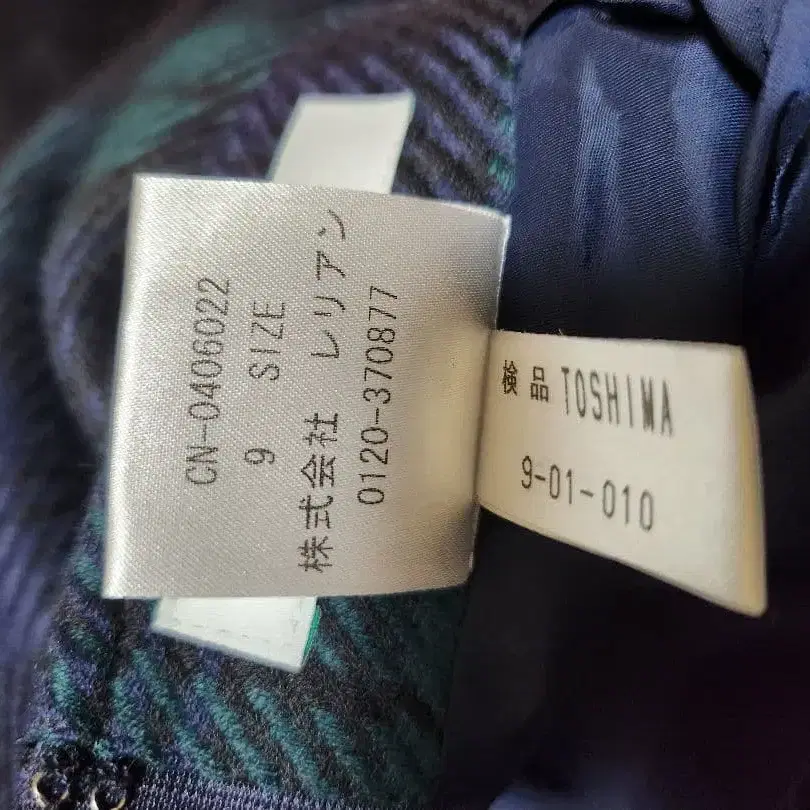 CN-0406022
9 SIZE
株式会社 レリアン
0120-370877
検品 TOSHIMA
9-01-010